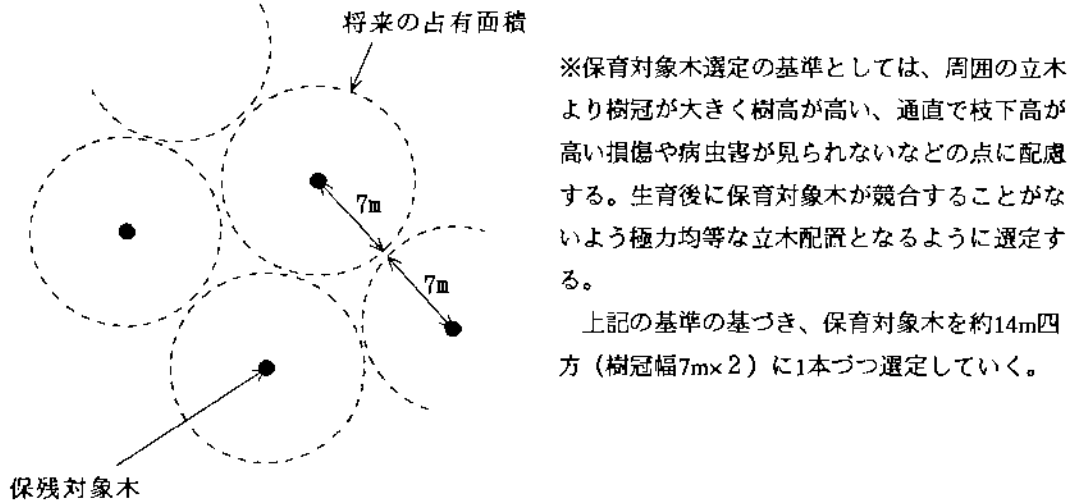 将来の占有面積
※保育対象木選定の基準としては、周囲の立木
より樹冠が大きく樹高が高い、通直で枝下高が
高い損傷や病虫害が見られないなどの点に配慮
する。生育後に保育対象木が競合することがな
いよう極力均等な立木配置となるように選定す
る。
上記の基準の基づき、保育対象木を約14m四
方（樹冠幅7m×２）に1本づつ選定していく。
7m
7m
保残対象木